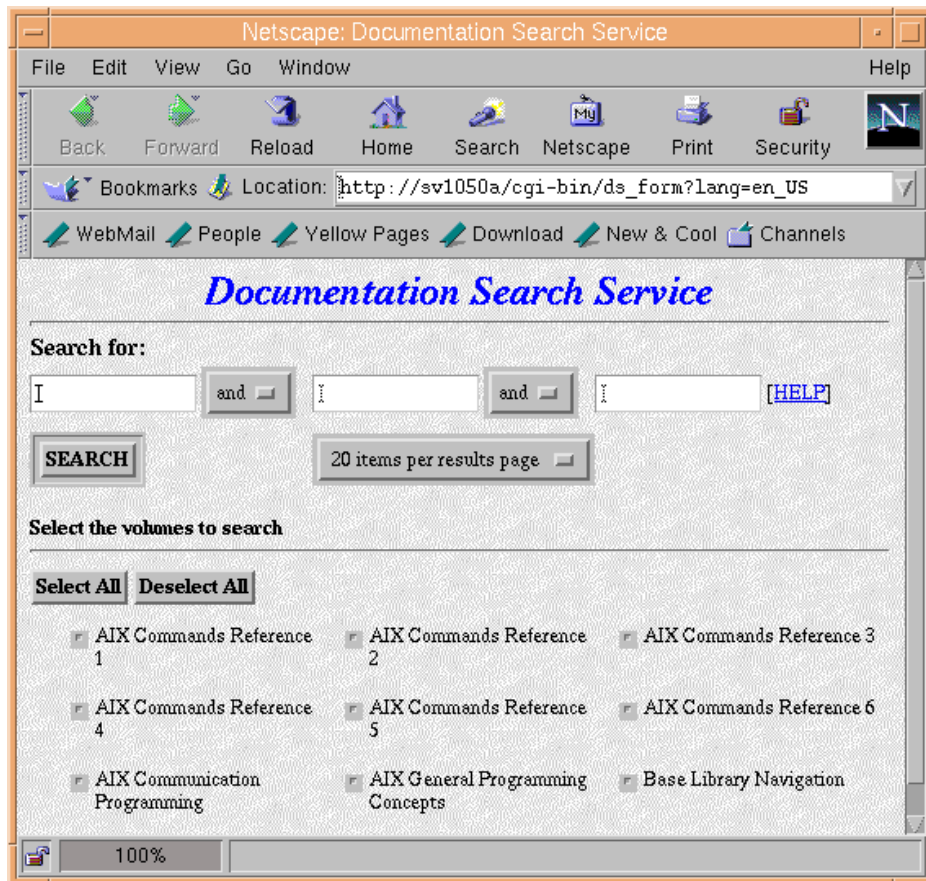 Netscape: Documentation Search Service
File Edit View Go Window Help
My N
Back Forward Reload Home Search Netscape Print Security
Bookmarks Location: http://sv1050a/cgi-bin/ds_form?lang=en_US
WebMail People Yellow Pages Download New & Cool Channels
Documentation Search Service
Search for:
and and [HELP]
SEARCH 20 items per results page
Select the volumes to search
Select All Deselect All
AIX Commands Reference 1
AIX Commands Reference 2
AIX Commands Reference 3
AIX Commands Reference 4
AIX Commands Reference 5
AIX Commands Reference 6
AIX Communication Programming
AIX General Programming Concepts
Base Library Navigation
100%